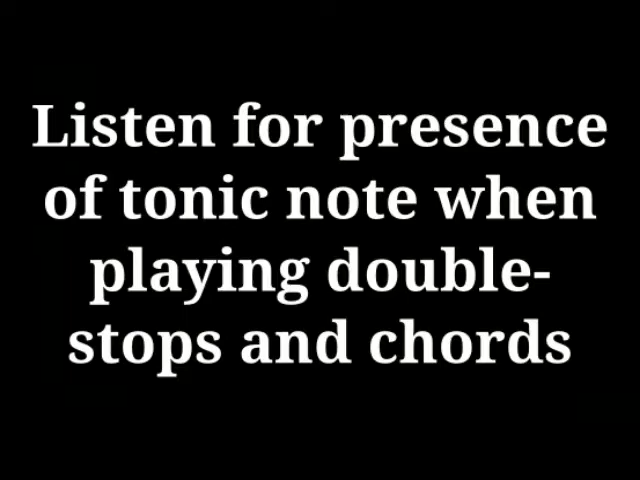 Listen for presence
of tonic note when
playing double-
stops and chords